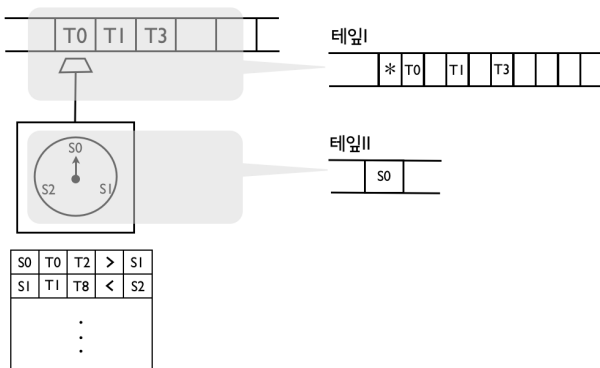 T0 T1 T3
테잎I
* T0 T1 T3
S0
S2 S1
테잎II
S0
S0 T0 T2 > S1
S1 T1 T8 < S2